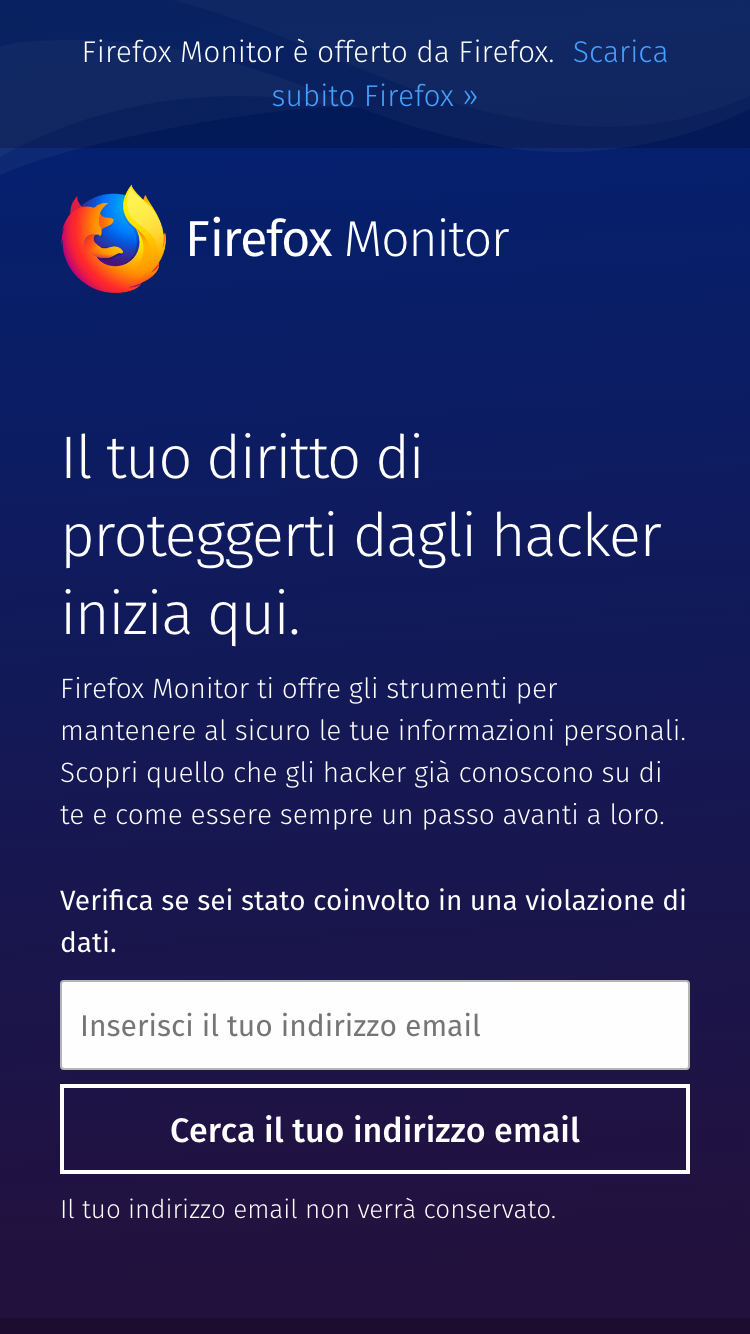 Firefox Monitor è offerto da Firefox. Scarica
subito Firefox »
Firefox Monitor
Il tuo diritto di
proteggerti dagli hacker
inizia qui.
Firefox Monitor ti offre gli strumenti per
mantenere al sicuro le tue informazioni personali.
Scopri quello che gli hacker già conoscono su di
te e come essere sempre un passo avanti a loro.
Verifica se sei stato coinvolto in una violazione di
dati.
Inserisci il tuo indirizzo email
Cerca il tuo indirizzo email
Il tuo indirizzo email non verrà conservato.